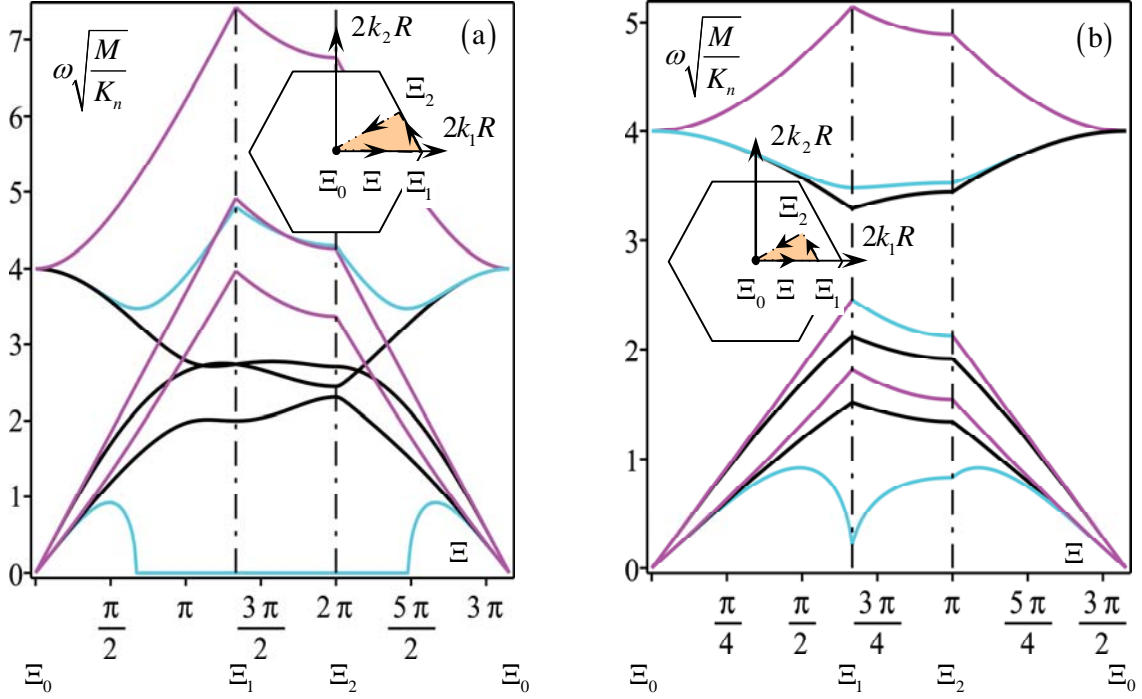 (a)
ω√(M/K_n)
7
6
5
4
3
2
1
0
2k₂R
Ξ₂
2k₁R
Ξ₀ Ξ Ξ₁
Ξ
π/2 π 3π/2 2π 5π/2 3π
Ξ₀ Ξ₁ Ξ₂ Ξ₀
(b)
ω√(M/K_n)
5
4
3
2
1
0
2k₂R
Ξ₂
2k₁R
Ξ₀ Ξ Ξ₁
Ξ
π/4 π/2 3π/4 π 5π/4 3π/2
Ξ₀ Ξ₁ Ξ₂ Ξ₀